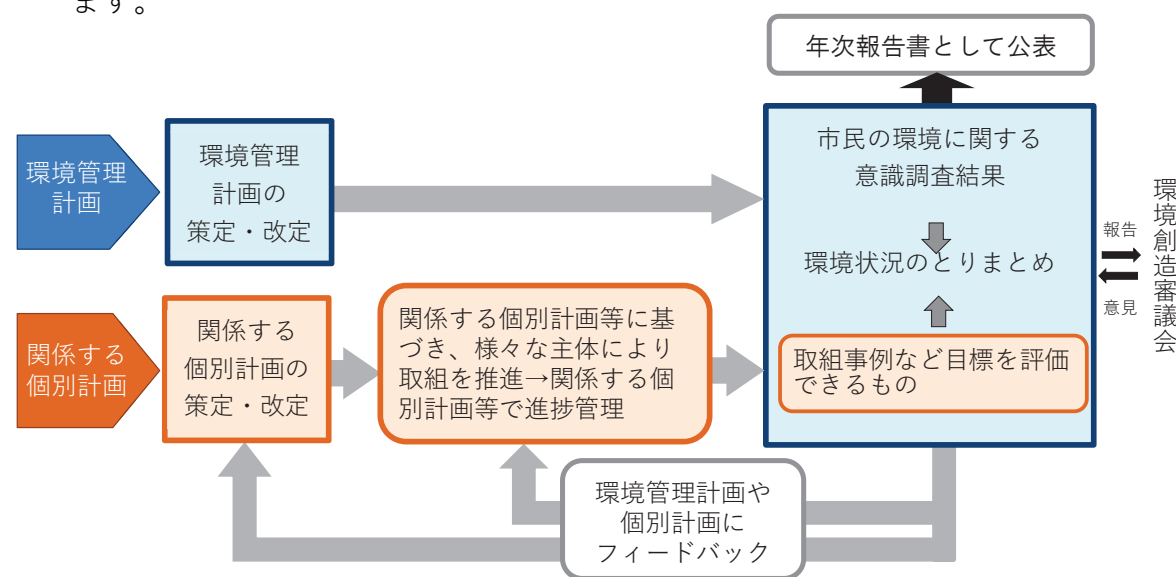 ます。
年次報告書として公表
環境管理
計画
環境管理
計画の
策定・改定
市民の環境に関する
意識調査結果
環境状況のとりまとめ
取組事例など目標を評価
できるもの
報告
意見
環境創造審議会
関係する
個別計画
関係する
個別計画の
策定・改定
関係する個別計画等に基
づき、様々な主体により
取組を推進→関係する個
別計画等で進捗管理
環境管理計画や
個別計画に
フィードバック